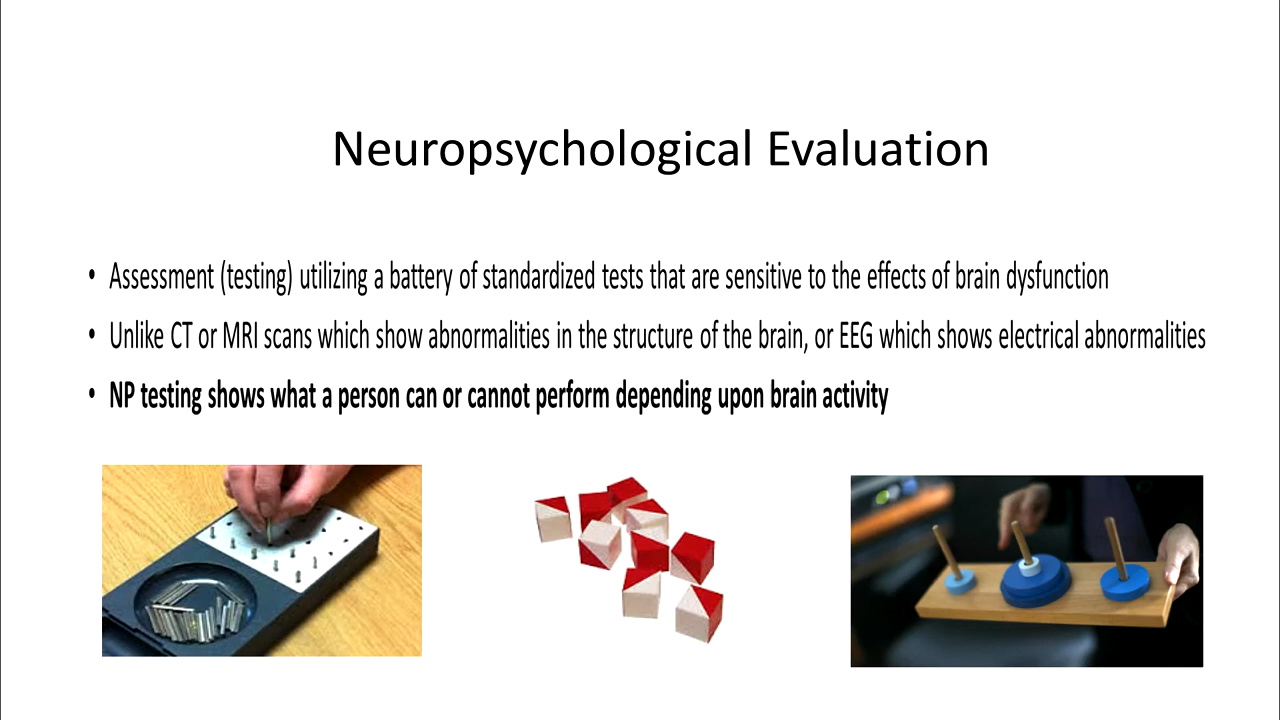 Neuropsychological Evaluation
• Assessment (testing) utilizing a battery of standardized tests that are sensitive to the effects of brain dysfunction
• Unlike CT or MRI scans which show abnormalities in the structure of the brain, or EEG which shows electrical abnormalities
• NP testing shows what a person can or cannot perform depending upon brain activity